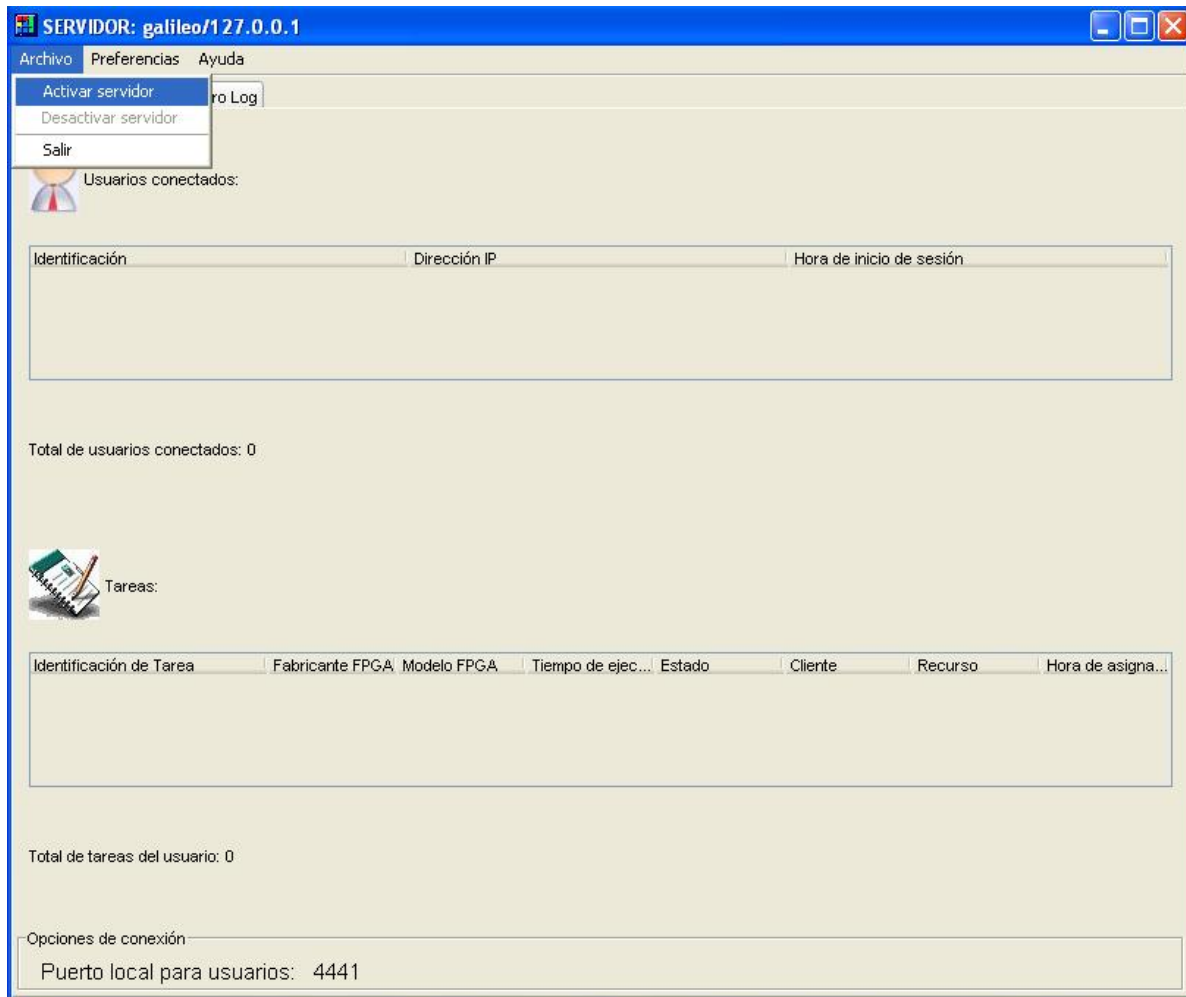 SERVIDOR: galileo/127.0.0.1
Archivo Preferencias Ayuda
Activar servidor
ro Log
Desactivar servidor
Salir
Usuarios conectados:
Identificación Dirección IP Hora de inicio de sesión
Total de usuarios conectados: 0
Tareas:
Identificación de Tarea Fabricante FPGA Modelo FPGA Tiempo de ejec... Estado Cliente Recurso Hora de asigna...
Total de tareas del usuario: 0
Opciones de conexión
Puerto local para usuarios: 4441